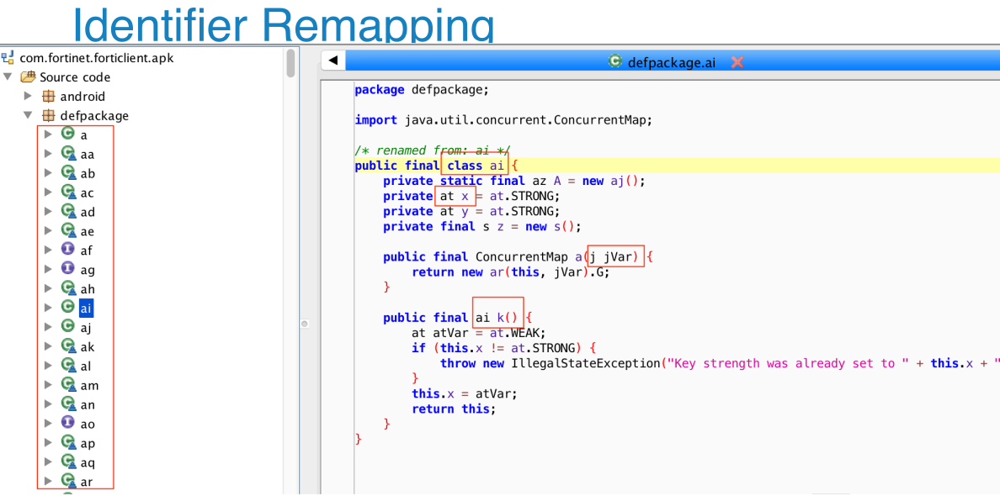 Identifier Remapping
com.fortinet.forticlient.apk
Source code
android
defpackage
a
aa
ab
ac
ad
ae
af
ag
ah
ai
aj
ak
al
am
an
ao
ap
aq
ar
defpackage.ai
package defpackage;
import java.util.concurrent.ConcurrentMap;
/* renamed from: ai */
public final class ai {
private static final az A = new aj();
private at x = at.STRONG;
private at y = at.STRONG;
private final s z = new s();
public final ConcurrentMap a(j jVar) {
return new ar(this, jVar).G;
}
public final ai k() {
at atVar = at.WEAK;
if (this.x != at.STRONG) {
throw new IllegalStateException("Key strength was already set to " + this.x + "
}
this.x = atVar;
return this;
}
}